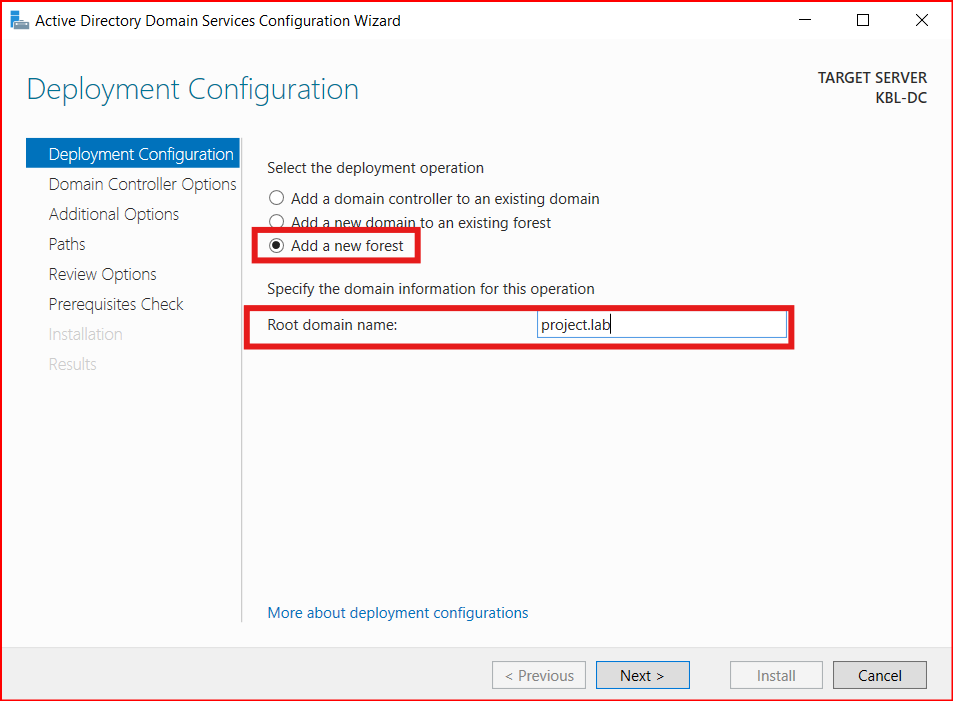 Active Directory Domain Services Configuration Wizard
Deployment Configuration
TARGET SERVER
KBL-DC
Deployment Configuration
Domain Controller Options
Additional Options
Paths
Review Options
Prerequisites Check
Installation
Results
Select the deployment operation
Add a domain controller to an existing domain
Add a new domain to an existing forest
Add a new forest
Specify the domain information for this operation
Root domain name: project.lab
More about deployment configurations
< Previous Next > Install Cancel